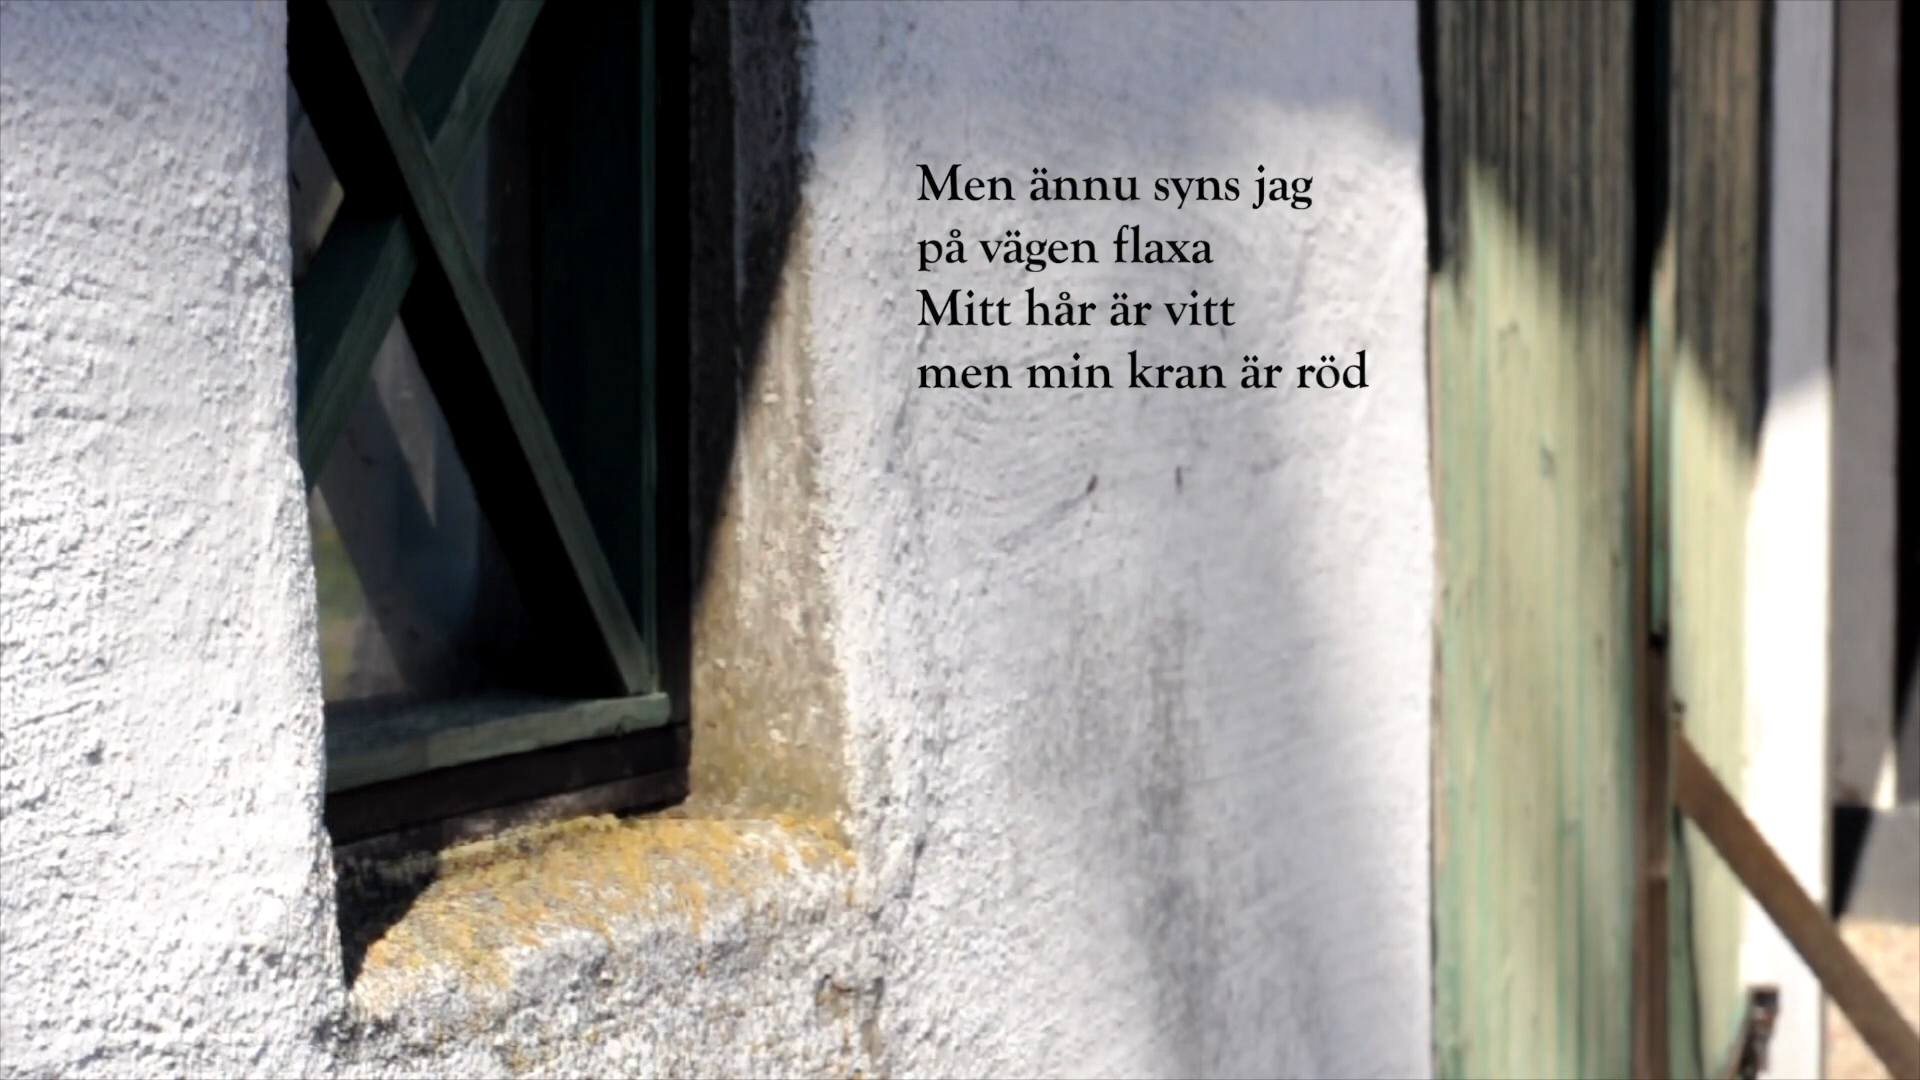 Men ännu syns jag
på vägen flaxa
Mitt hår är vitt
men min kran är röd